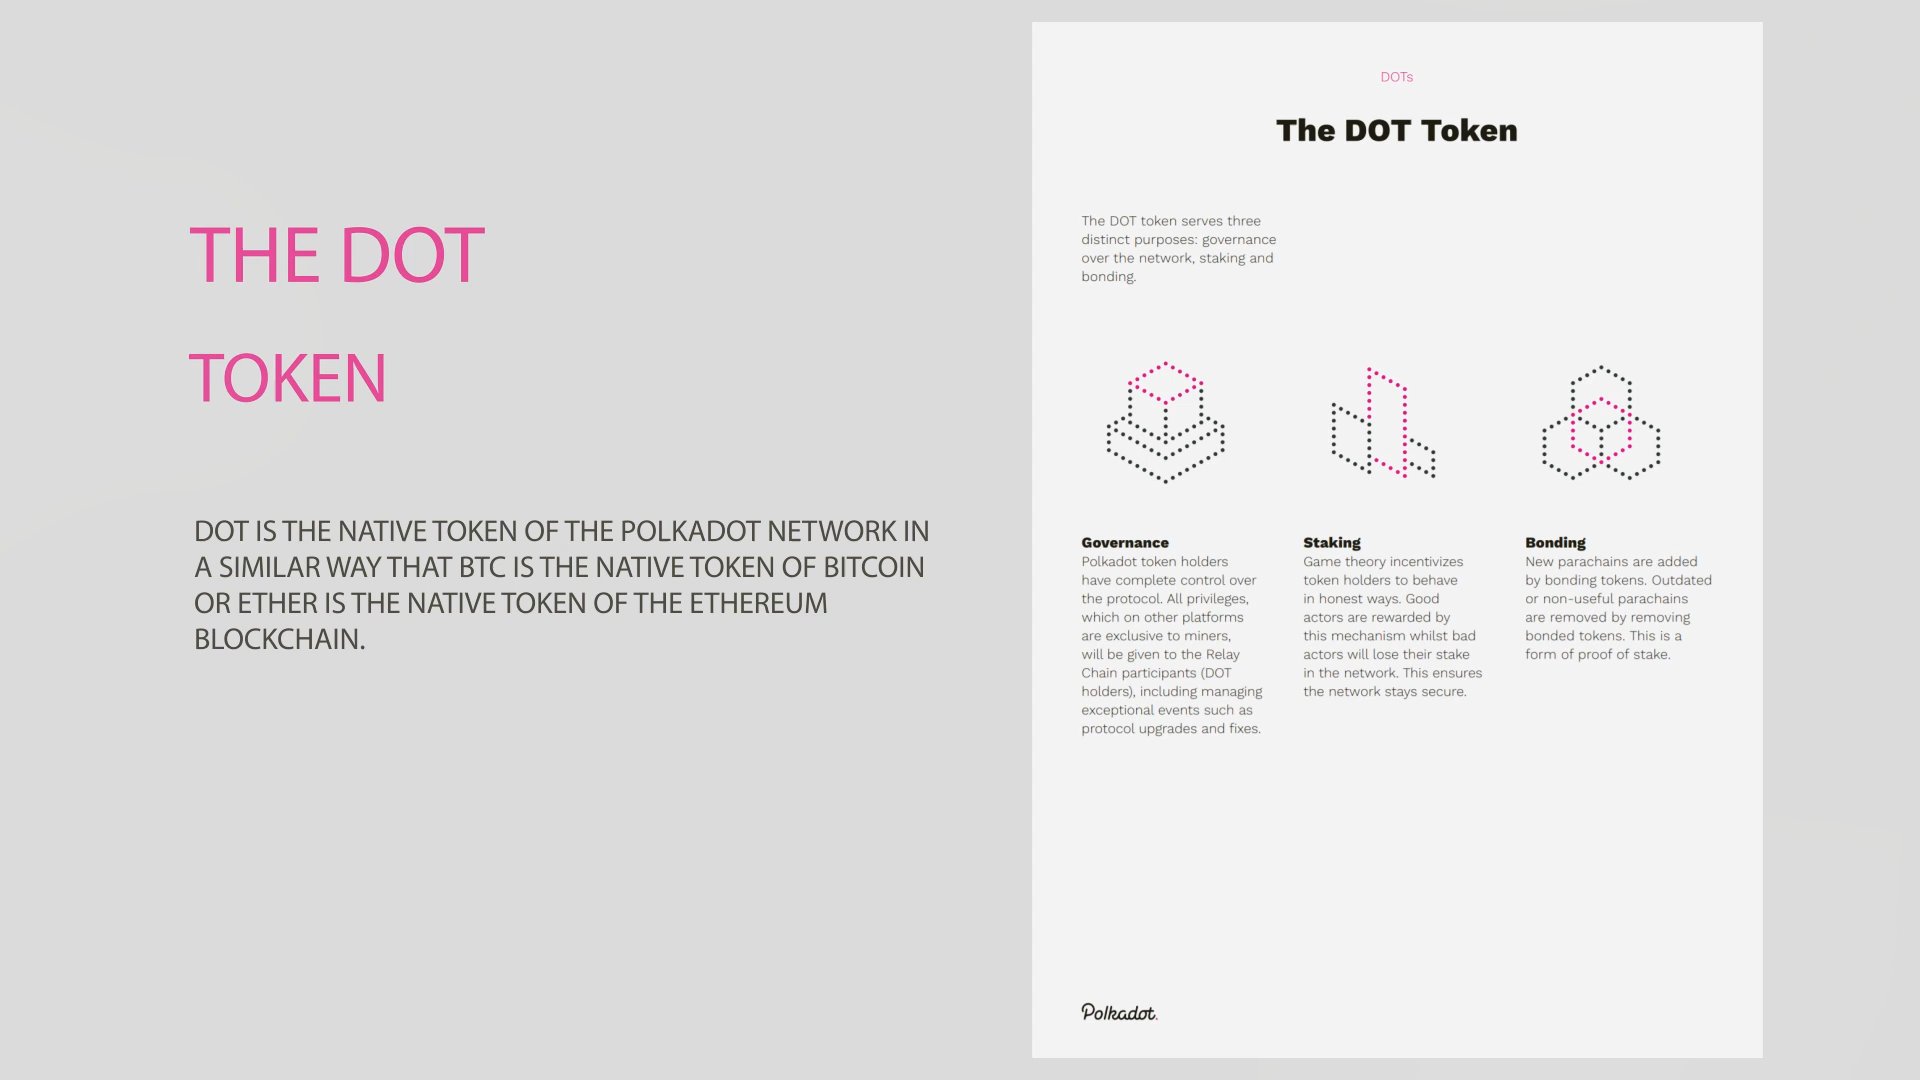 THE DOT
TOKEN
DOT IS THE NATIVE TOKEN OF THE POLKADOT NETWORK IN
A SIMILAR WAY THAT BTC IS THE NATIVE TOKEN OF BITCOIN
OR ETHER IS THE NATIVE TOKEN OF THE ETHEREUM
BLOCKCHAIN.
DOTs
The DOT Token
The DOT token serves three
distinct purposes: governance
over the network, staking and
bonding.
Governance
Polkadot token holders
have complete control over
the protocol. All privileges,
which on other platforms
are exclusive to miners,
will be given to the Relay
Chain participants (DOT
holders), including managing
exceptional events such as
protocol upgrades and fixes.
Staking
Game theory incentivizes
token holders to behave
in honest ways. Good
actors are rewarded by
this mechanism whilst bad
actors will lose their stake
in the network. This ensures
the network stays secure.
Bonding
New parachains are added
by bonding tokens. Outdated
or non-useful parachains
are removed by removing
bonded tokens. This is a
form of proof of stake.
Polkadot.